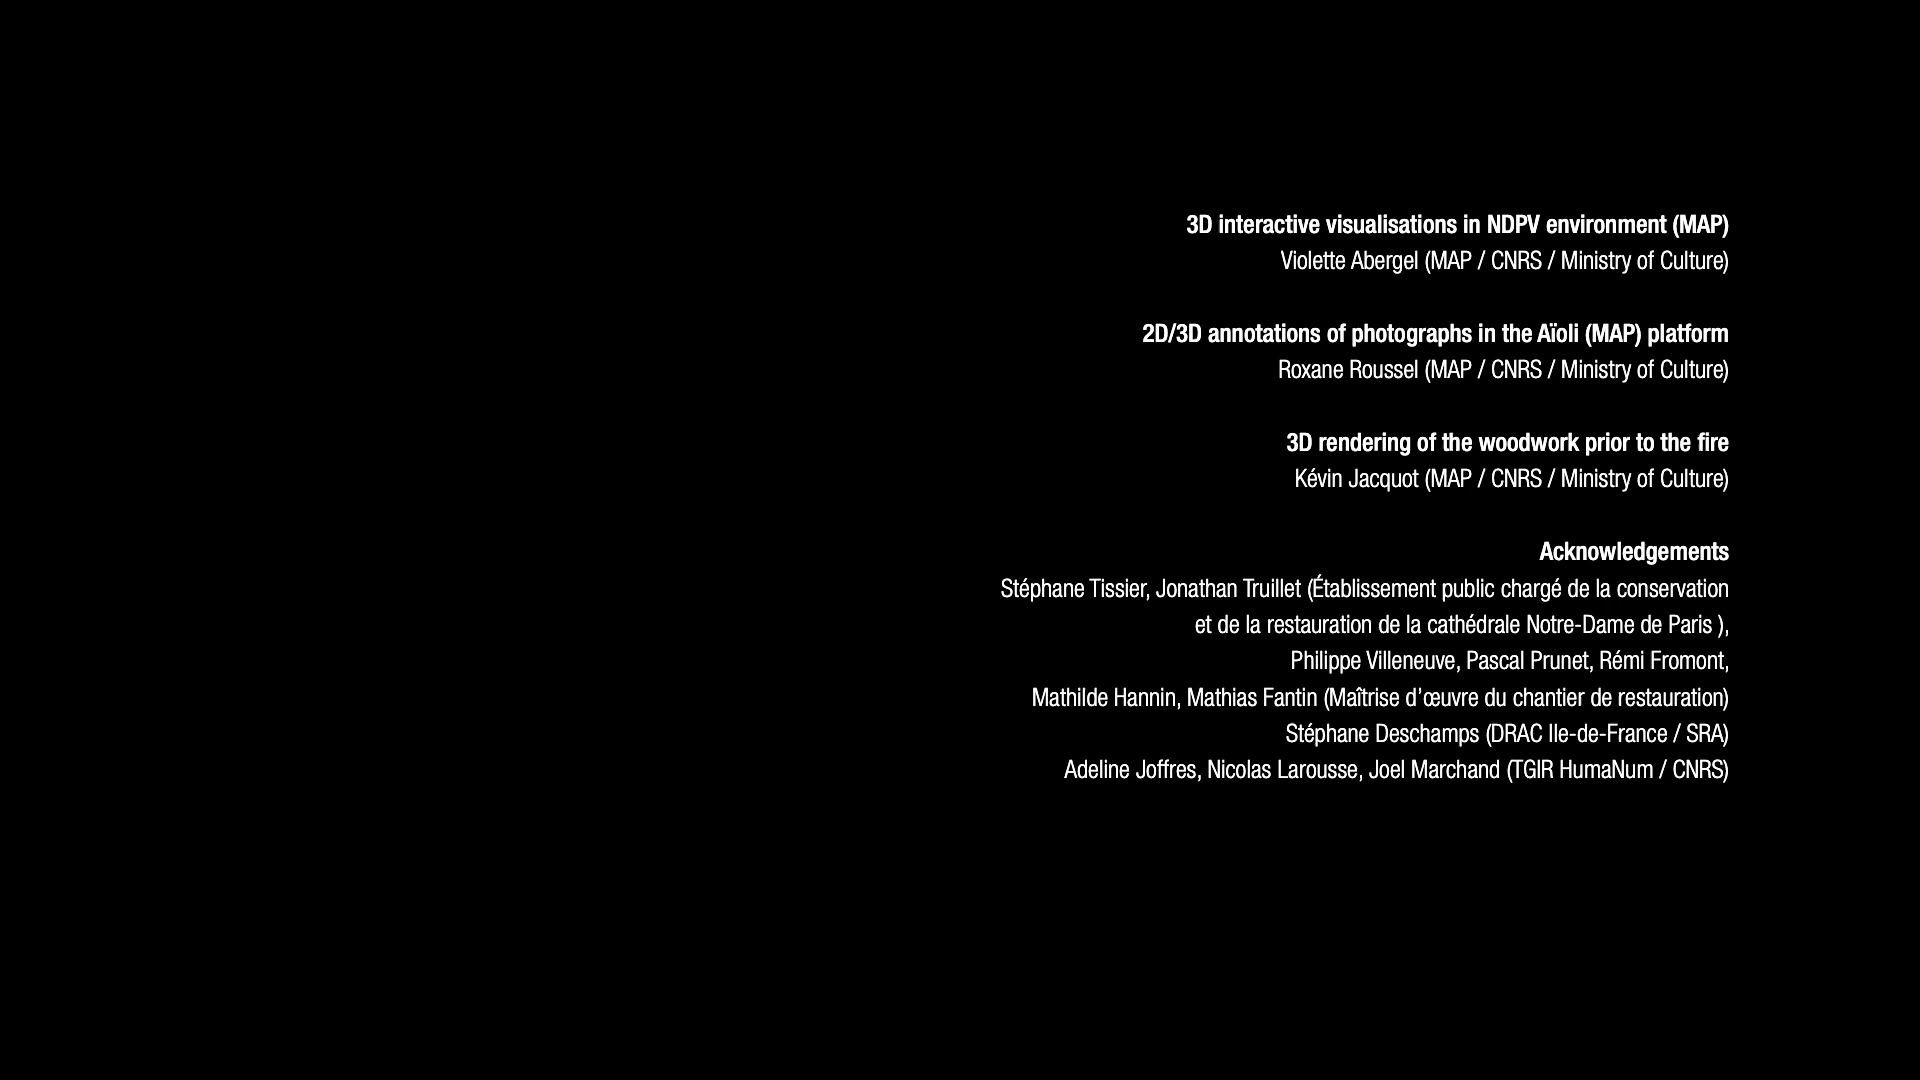 3D interactive visualisations in NDPV environment (MAP)
Violette Abergel (MAP / CNRS / Ministry of Culture)
2D/3D annotations of photographs in the Aïoli (MAP) platform
Roxane Roussel (MAP / CNRS / Ministry of Culture)
3D rendering of the woodwork prior to the fire
Kévin Jacquot (MAP / CNRS / Ministry of Culture)
Acknowledgements
Stéphane Tissier, Jonathan Truillet (Établissement public chargé de la conservation
et de la restauration de la cathédrale Notre-Dame de Paris ),
Philippe Villeneuve, Pascal Prunet, Rémi Fromont,
Mathilde Hannin, Mathias Fantin (Maîtrise d’œuvre du chantier de restauration)
Stéphane Deschamps (DRAC Ile-de-France / SRA)
Adeline Joffres, Nicolas Larousse, Joel Marchand (TGIR HumaNum / CNRS)